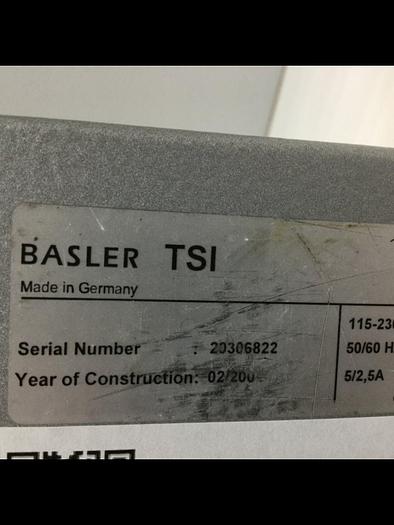 BASLER TSI
Made in Germany
Serial Number : 20306822
Year of Construction: 02/200
115-230
50/60 H
5/2,5A